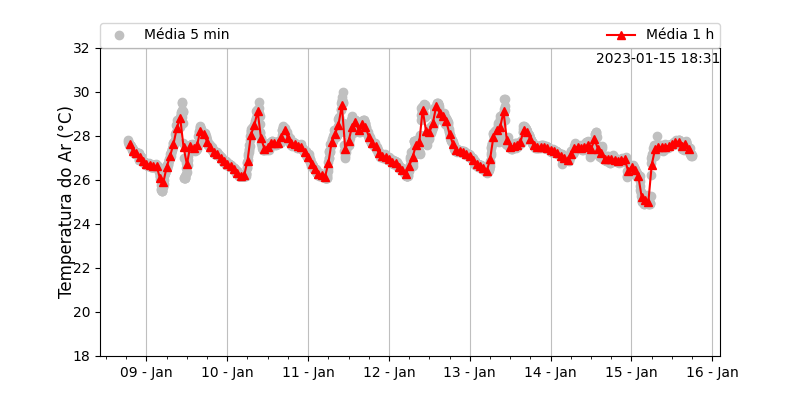 Média 5 min
Média 1 h
2023-01-15 18:31
Temperatura do Ar (°C)
32
30
28
26
24
22
20
18
09 - Jan
10 - Jan
11 - Jan
12 - Jan
13 - Jan
14 - Jan
15 - Jan
16 - Jan